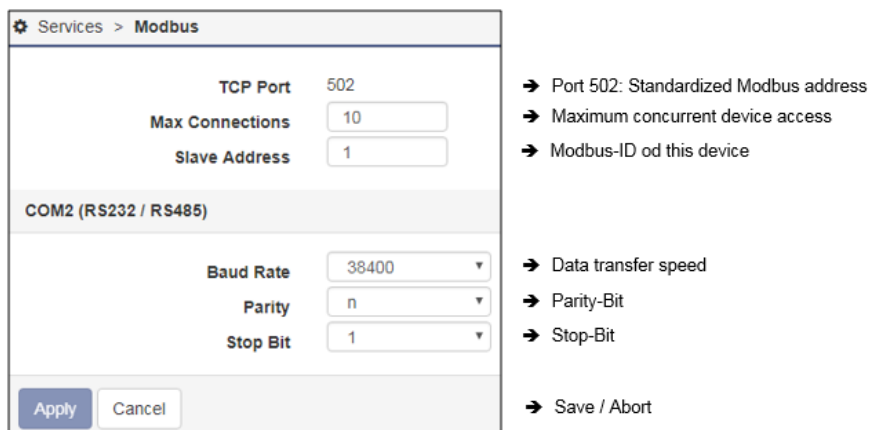 Services > Modbus
TCP Port 502 ➔ Port 502: Standardized Modbus address
Max Connections 10 ➔ Maximum concurrent device access
Slave Address 1 ➔ Modbus-ID od this device
COM2 (RS232 / RS485)
Baud Rate 38400 ➔ Data transfer speed
Parity n ➔ Parity-Bit
Stop Bit 1 ➔ Stop-Bit
Apply Cancel ➔ Save / Abort